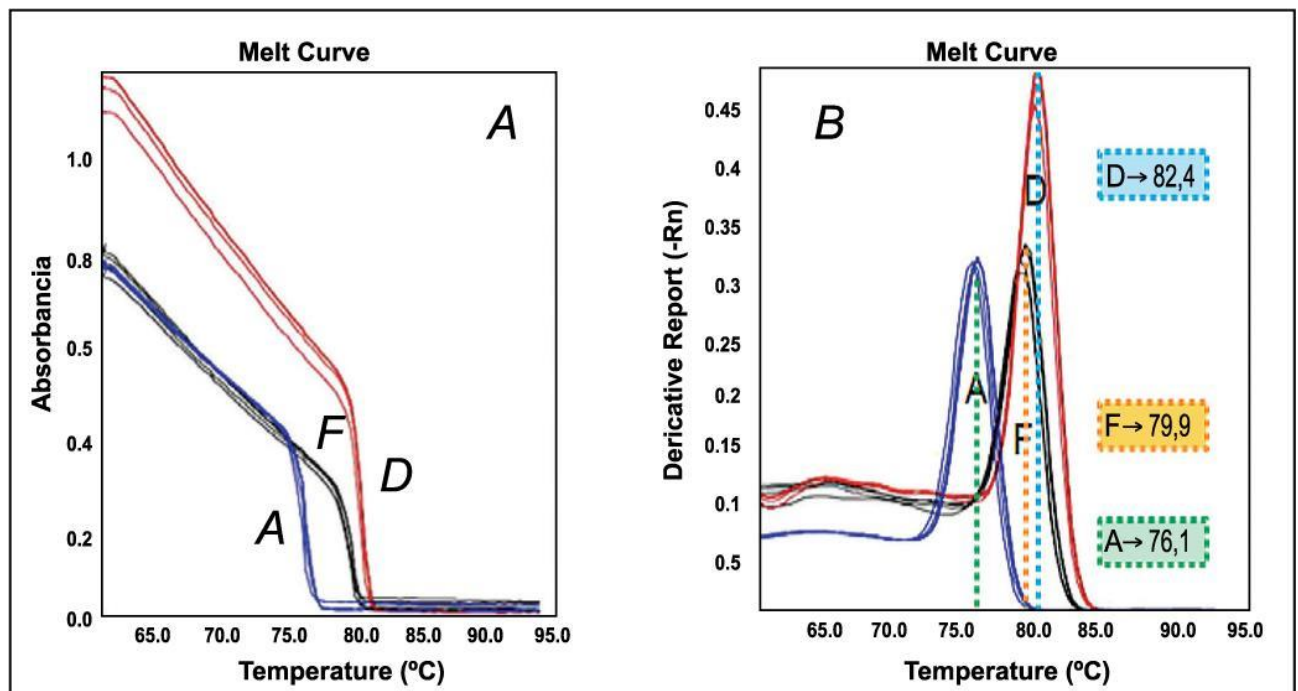 Melt Curve
A
Absorbancia
1.0
0.8
0.5
0.4
0.2
0.0
F
D
A
65.0 70.0 75.0 80.0 85.0 90.0 95.0
Temperature (ºC)
Melt Curve
B
Dericative Report (-Rn)
0.45
0.4
0.35
0.3
0.25
0.2
0.15
0.1
0.5
D
A
F
D→82,4
F→79,9
A→76,1
65.0 70.0 75.0 80.0 85.0 90.0 95.0
Temperature (ºC)